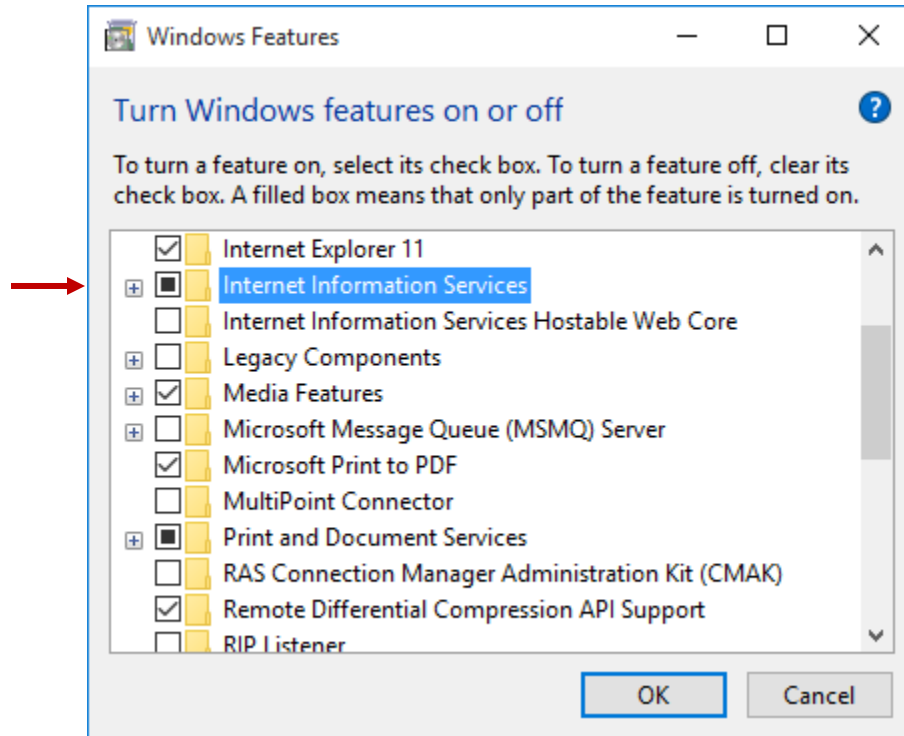 Windows Features
Turn Windows features on or off
To turn a feature on, select its check box. To turn a feature off, clear its
check box. A filled box means that only part of the feature is turned on.
Internet Explorer 11
Internet Information Services
Internet Information Services Hostable Web Core
Legacy Components
Media Features
Microsoft Message Queue (MSMQ) Server
Microsoft Print to PDF
MultiPoint Connector
Print and Document Services
RAS Connection Manager Administration Kit (CMAK)
Remote Differential Compression API Support
RIP Listener
OK Cancel